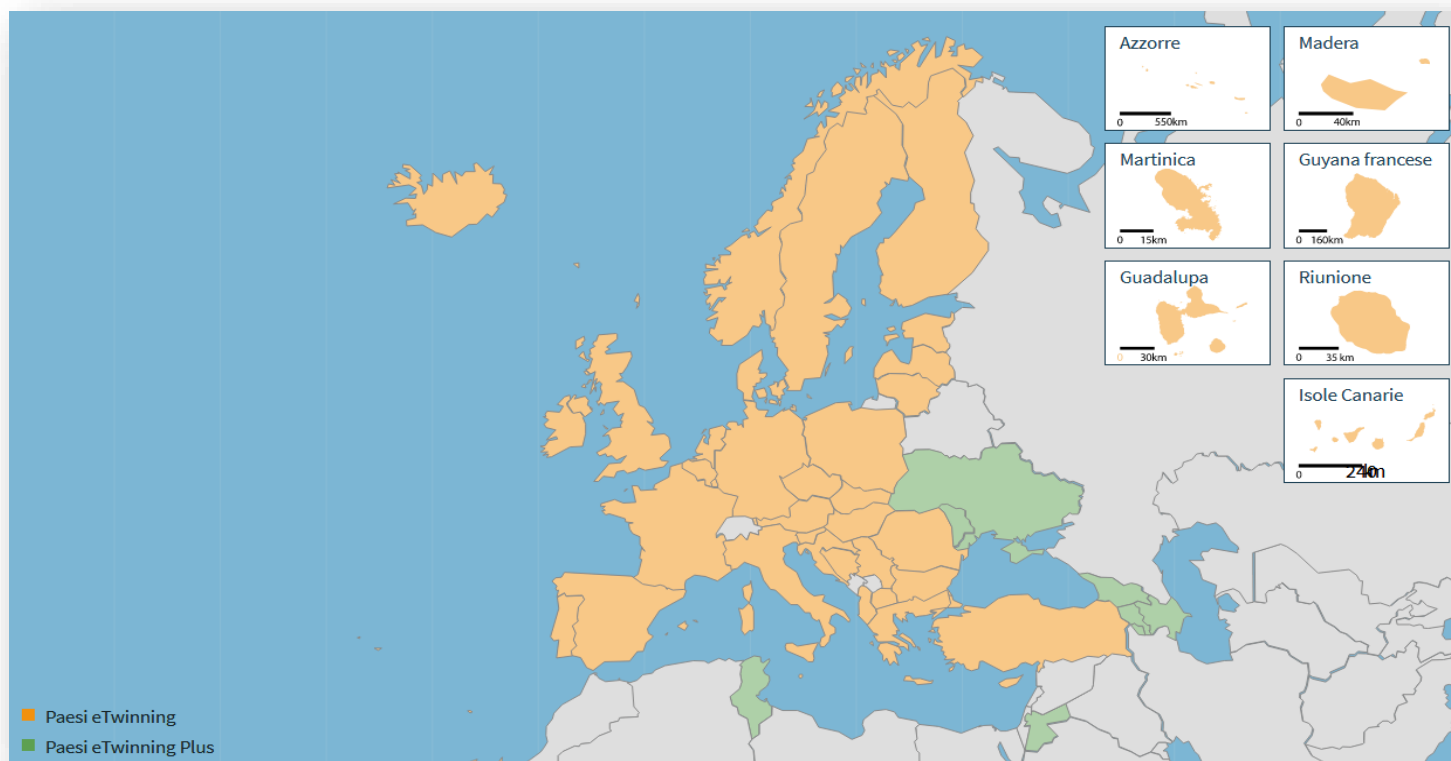 Azzorre
0 550km
Madera
0 40km
Martinica
0 15km
Guyana francese
0 160km
Guadalupa
0 30km
Riunione
0 35 km
Isole Canarie
0
Paesi eTwinning
Paesi eTwinning Plus